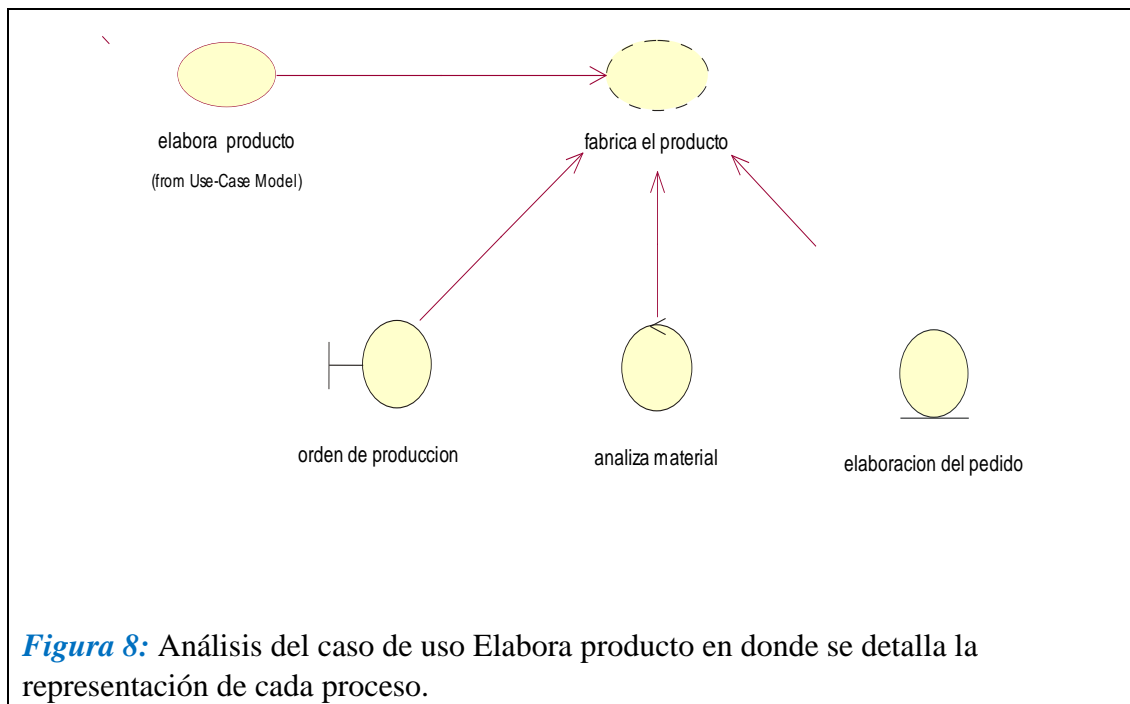 elabora producto
(from Use-Case Model)
fabrica el producto
orden de produccion
analiza material
elaboracion del pedido
Figura 8: Análisis del caso de uso Elabora producto en donde se detalla la
representación de cada proceso.